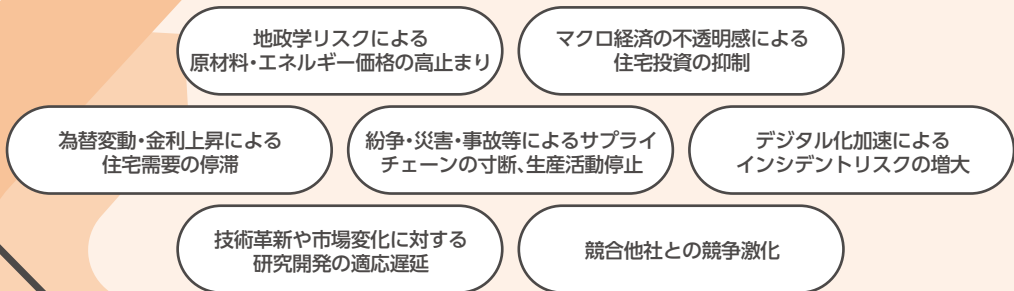 地政学リスクによる
原材料・エネルギー価格の高止まり
マクロ経済の不透明感による
住宅投資の抑制
為替変動・金利上昇による
住宅需要の停滞
紛争・災害・事故等によるサプライ
チェーンの寸断、生産活動停止
デジタル化加速による
インシデントリスクの増大
技術革新や市場変化に対する
研究開発の適応遅延
競合他社との競争激化